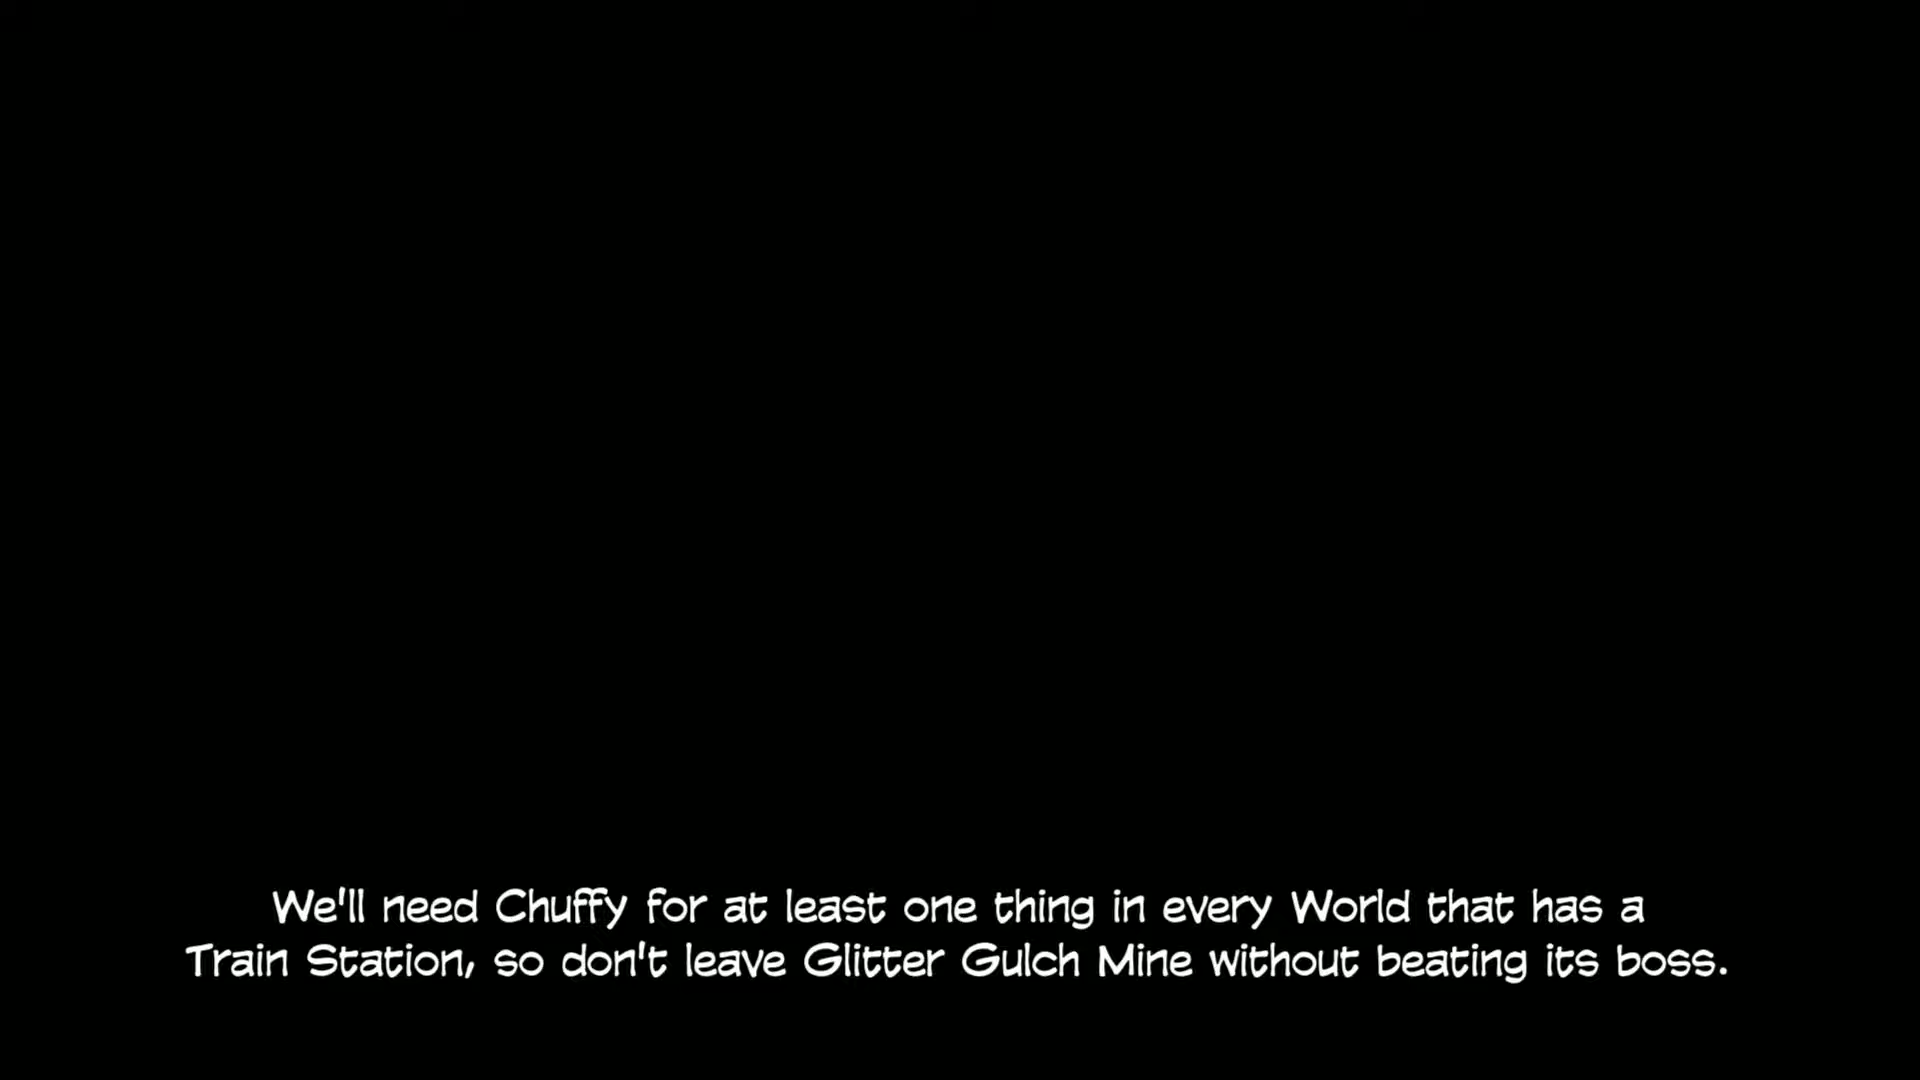 We'll need Chuffy for at least one thing in every World that has a
Train Station, so don't leave Glitter Gulch Mine without beating its boss.